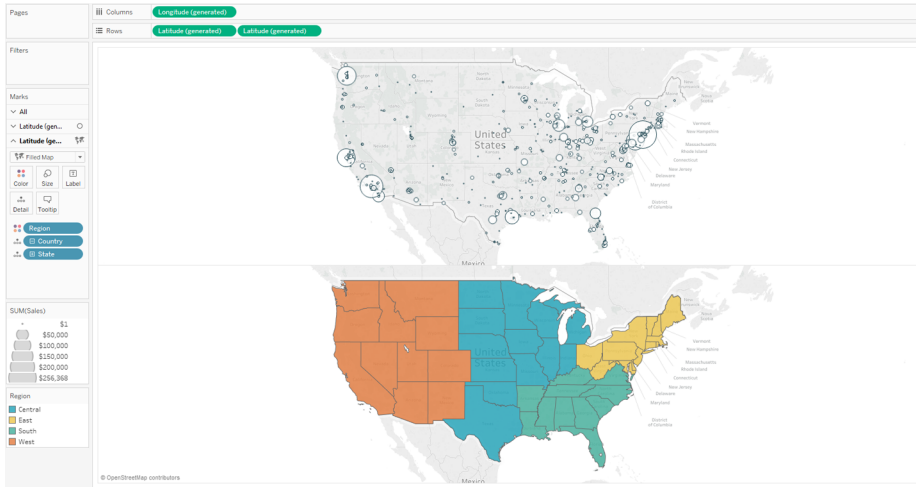 Pages
Columns
Longitude (generated)
Rows
Latitude (generated)
Latitude (generated)
Filters
Marks
All
Latitude (gen...
Latitude (ge...
Filled Map
Color
Size
Label
Detail
Tooltip
Region
Country
State
SUM(Sales)
$1
$50,000
$100,000
$150,000
$200,000
$256,368
Region
Central
East
South
West
United
States
Vermont
New Hampshire
Massachusetts
Rhode Island
Connecticut
New Jersey
Delaware
Maryland
District
of Columbia
Mexico
United
States
Vermont
New Hampshire
Massachusetts
Rhode Island
Connecticut
New Jersey
Delaware
Maryland
District
of Columbia
Mexico
© OpenStreetMap contributors